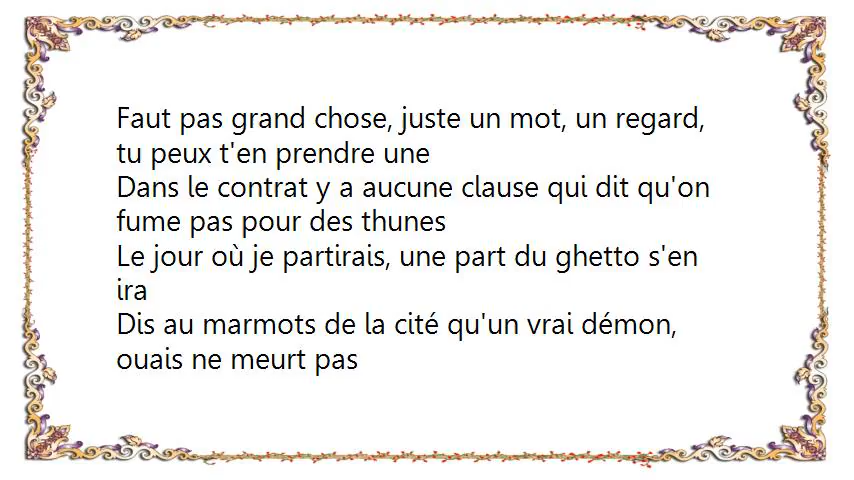 Faut pas grand chose, juste un mot, un regard,
tu peux t'en prendre une
Dans le contrat y a aucune clause qui dit qu'on
fume pas pour des thunes
Le jour où je partirais, une part du ghetto s'en
ira
Dis au marmots de la cité qu'un vrai démon,
ouais ne meurt pas